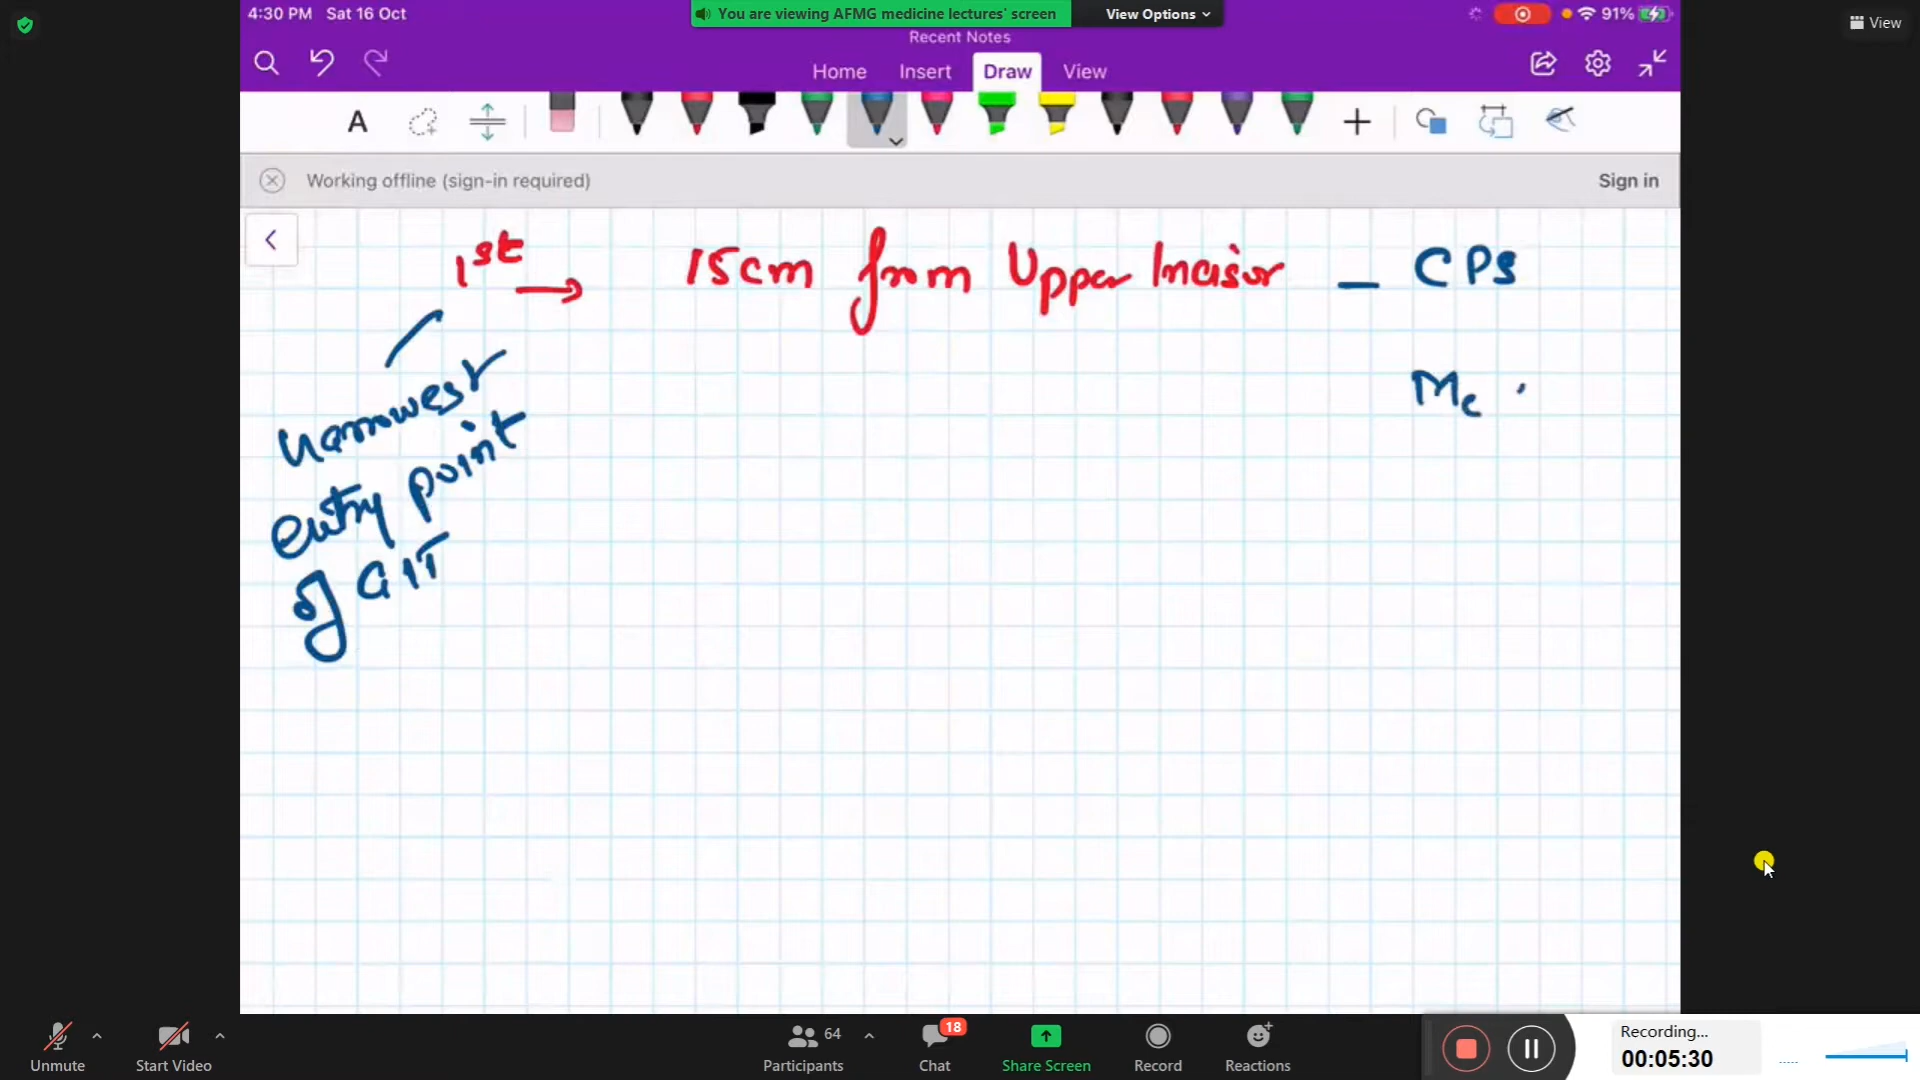 4:30 PM Sat 16 Oct
You are viewing AFMG medicine lectures' screen
View Options
91%
View
Recent Notes
Home Insert Draw View
A
Working offline (sign-in required)
Sign in
1st → 15cm from Upper Incisor – CPS
Mc
narrowest
entry point
of GIT
Unmute
Start Video
64
Participants
18
Chat
Share Screen
Record
Reactions
Recording...
00:05:30